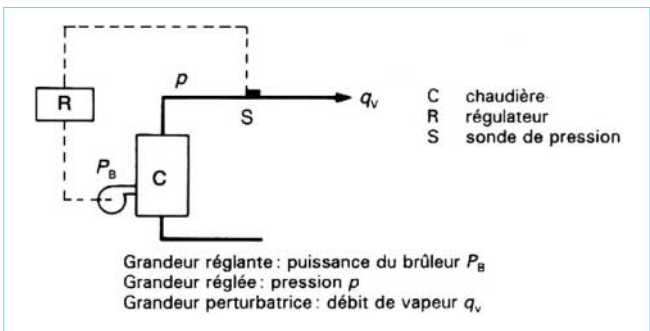 p
q_v
R
S
P_B
C
C chaudière
R régulateur
S sonde de pression
Grandeur réglante : puissance du brûleur P_B
Grandeur réglée : pression p
Grandeur perturbatrice : débit de vapeur q_v